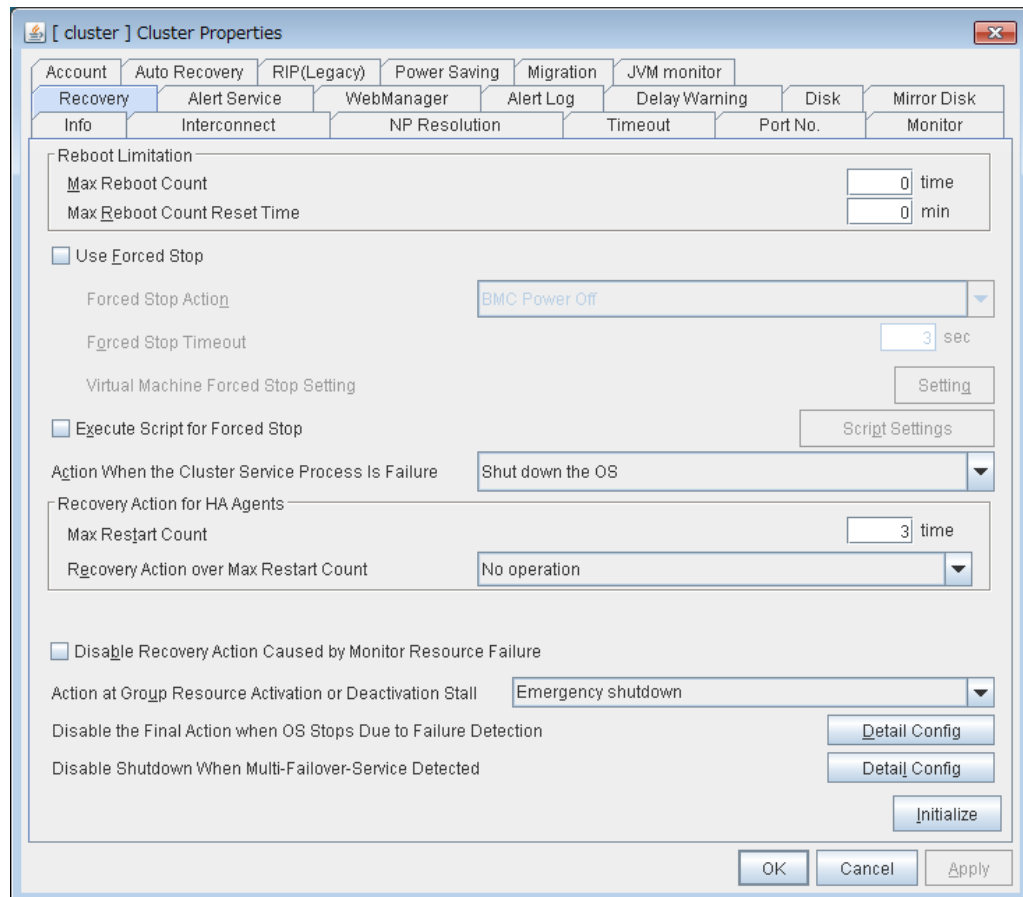 [ cluster ] Cluster Properties
Account Auto Recovery RIP(Legacy) Power Saving Migration JVM monitor
Recovery Alert Service WebManager Alert Log Delay Warning Disk Mirror Disk
Info Interconnect NP Resolution Timeout Port No. Monitor
Reboot Limitation
Max Reboot Count 0 time
Max Reboot Count Reset Time 0 min
Use Forced Stop
Forced Stop Action BMC Power Off
Forced Stop Timeout 3 sec
Virtual Machine Forced Stop Setting Setting
Execute Script for Forced Stop Script Settings
Action When the Cluster Service Process Is Failure Shut down the OS
Recovery Action for HA Agents
Max Restart Count 3 time
Recovery Action over Max Restart Count No operation
Disable Recovery Action Caused by Monitor Resource Failure
Action at Group Resource Activation or Deactivation Stall Emergency shutdown
Disable the Final Action when OS Stops Due to Failure Detection Detail Config
Disable Shutdown When Multi-Failover-Service Detected Detail Config
Initialize
OK Cancel Apply